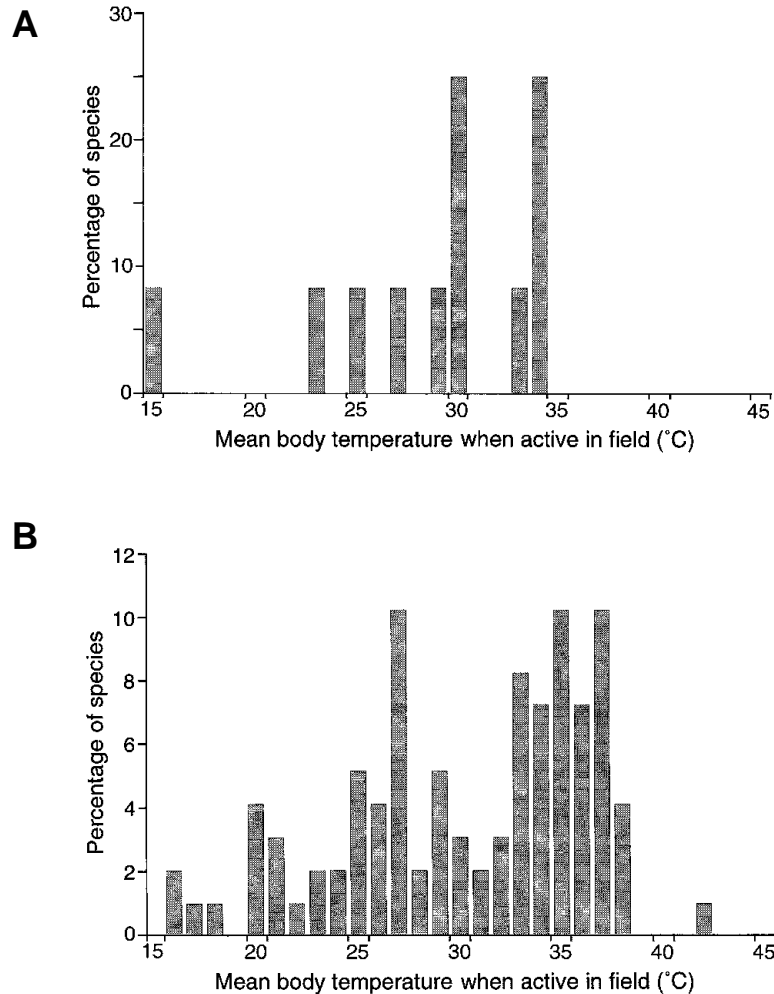 A
30
20
10
0
Percentage of species
15 20 25 30 35 40 45
Mean body temperature when active in field (°C)
B
12
10
8
6
4
2
0
Percentage of species
15 20 25 30 35 40 45
Mean body temperature when active in field (°C)